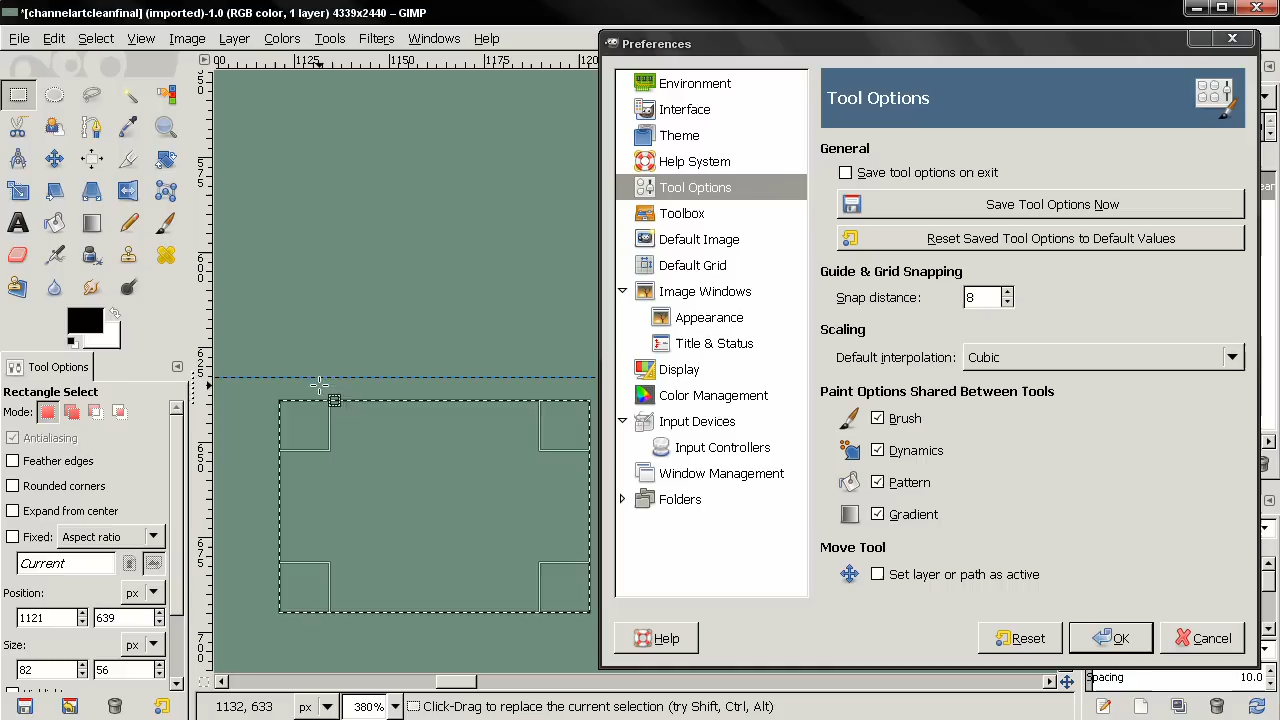 *[channelartcleanfinal] (imported)-1.0 (RGB color, 1 layer) 4339x2440 – GIMP
File Edit Select View Image Layer Colors Tools Filters Windows Help
Preferences
00 1125 1150 1175 120
Environment
Interface
Theme
Help System
Tool Options
Toolbox
Default Image
Default Grid
Image Windows
Appearance
Title & Status
Display
Color Management
Input Devices
Input Controllers
Window Management
Folders
Tool Options
General
Save tool options on exit
Save Tool Options Now
Reset Saved Tool Options to Default Values
Guide & Grid Snapping
Snap distance: 8
Scaling
Default interpolation: Cubic
Paint Options Shared Between Tools
Brush
Dynamics
Pattern
Gradient
Move Tool
Set layer or path as active
Help Reset OK Cancel
Tool Options
Rectangle Select
Mode:
Antialiasing
Feather edges
Rounded corners
Expand from center
Fixed: Aspect ratio
Current
Position: px
1121 639
Size: px
82 56
1132, 633 px 380% Click-Drag to replace the current selection (try Shift, Ctrl, Alt)
Spacing 10.0